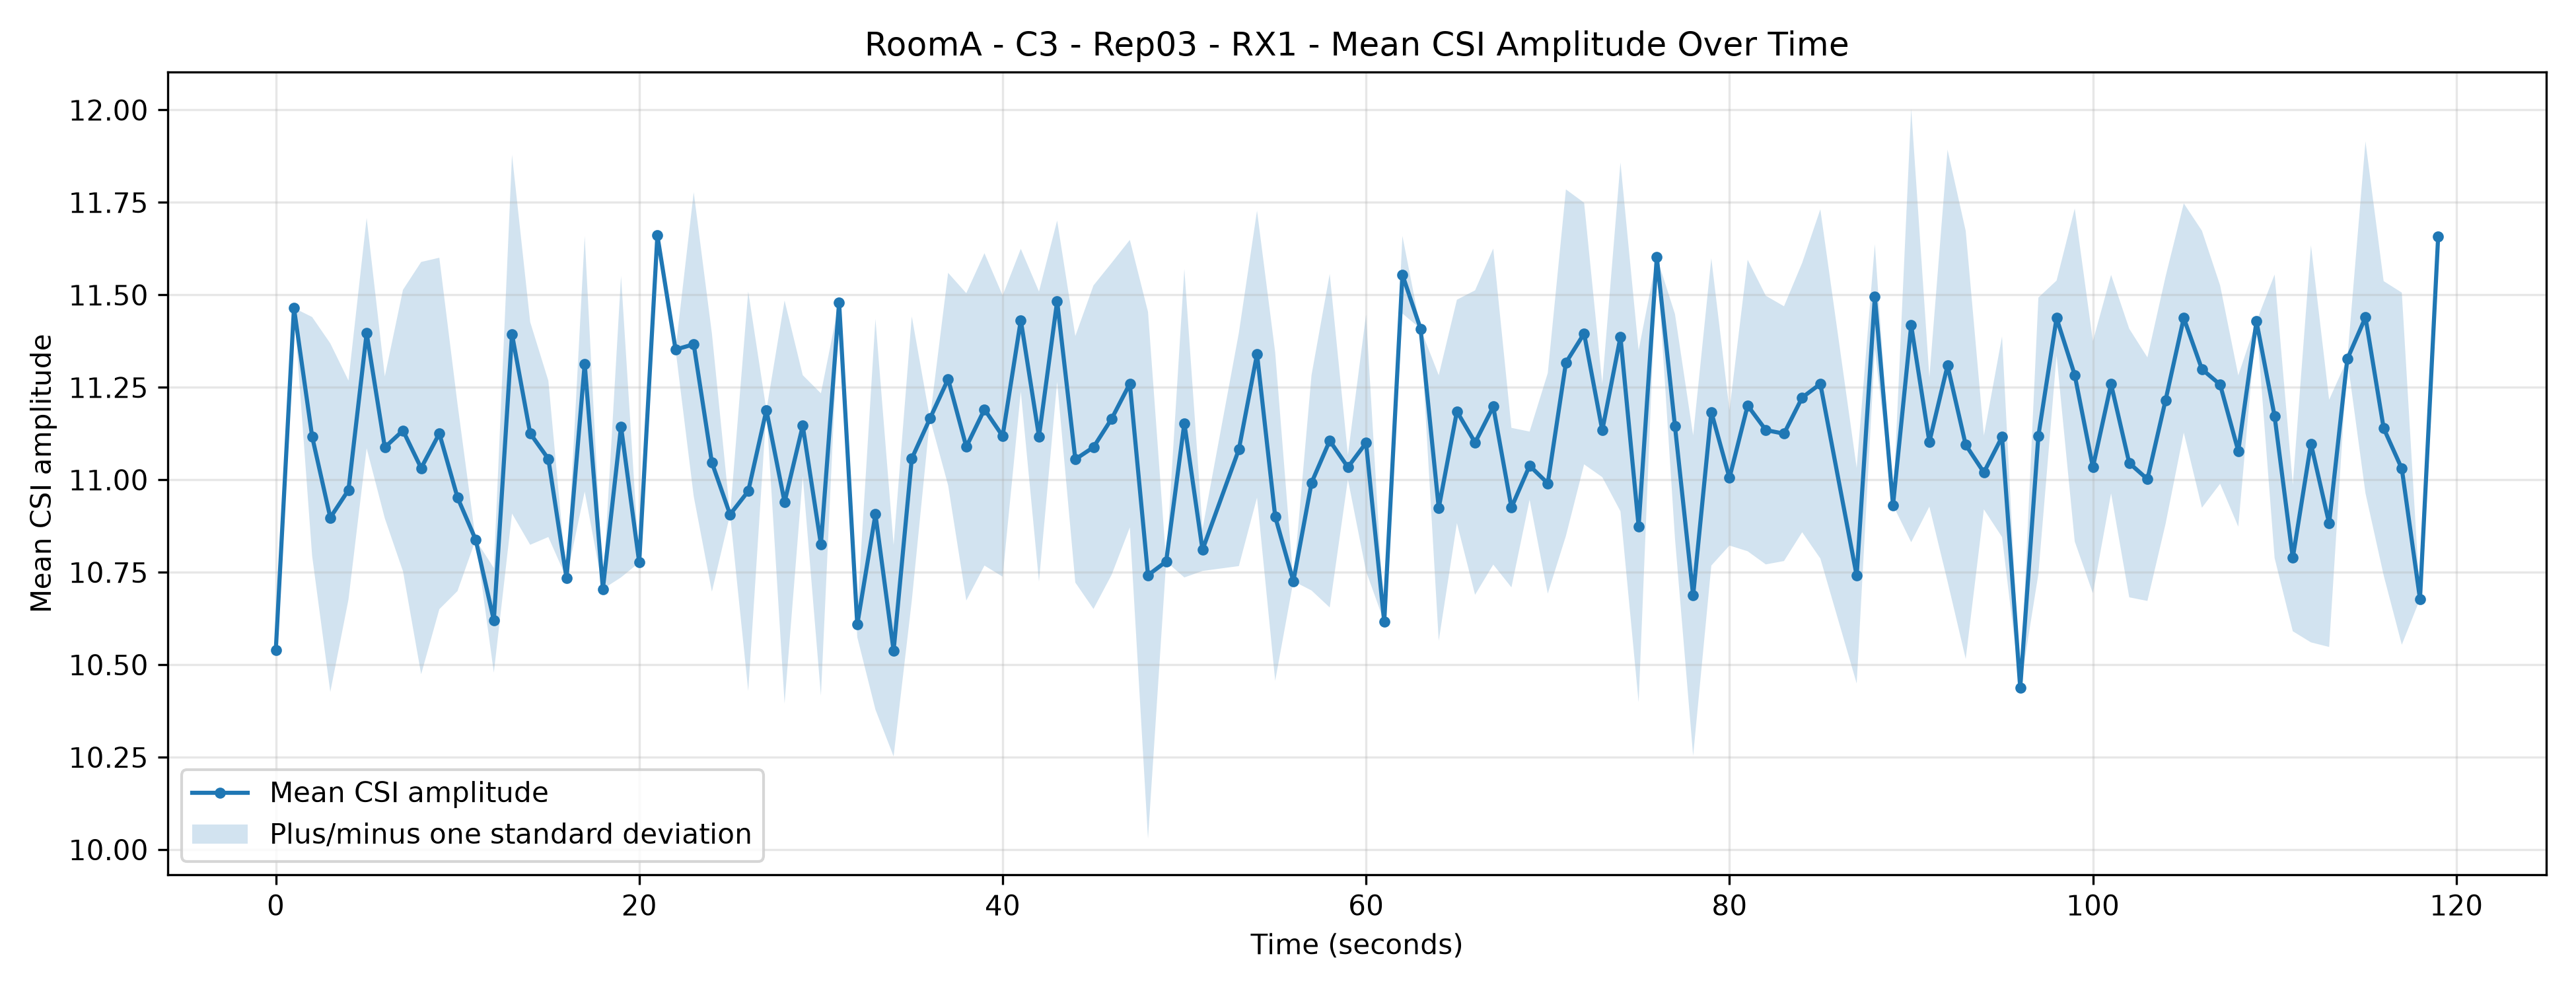 RoomA - C3 - Rep03 - RX1 - Mean CSI Amplitude Over Time
Mean CSI amplitude
12.00
11.75
11.50
11.25
11.00
10.75
10.50
10.25
10.00
Mean CSI amplitude
Plus/minus one standard deviation
0 20 40 60 80 100 120
Time (seconds)